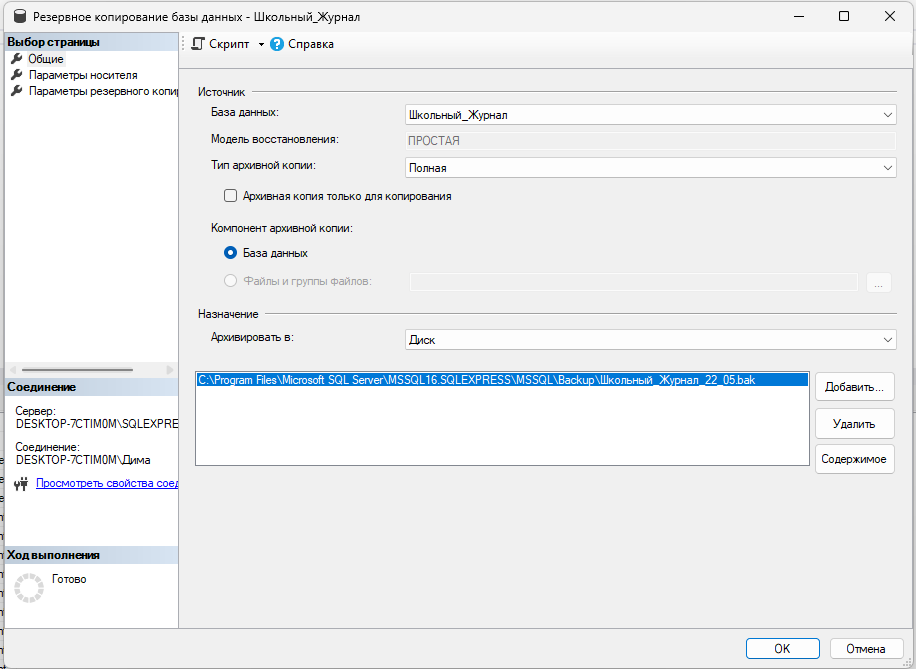 Резервное копирование базы данных - Школьный_Журнал
Выбор страницы
Общие
Параметры носителя
Параметры резервного копир
Скрипт
Справка
Источник
База данных:
Школьный_Журнал
Модель восстановления:
ПРОСТАЯ
Тип архивной копии:
Полная
Архивная копия только для копирования
Компонент архивной копии:
База данных
Файлы и группы файлов:
...
Назначение
Архивировать в:
Диск
C:\Program Files\Microsoft SQL Server\MSSQL16.SQLEXPRESS\MSSQL\Backup\Школьный_Журнал_22_05.bak
Добавить...
Удалить
Содержимое
Соединение
Сервер:
DESKTOP-7CTIM0M\SQLEXPRE
Соединение:
DESKTOP-7CTIM0M\Дима
Просмотреть свойства соед
Ход выполнения
Готово
OK
Отмена